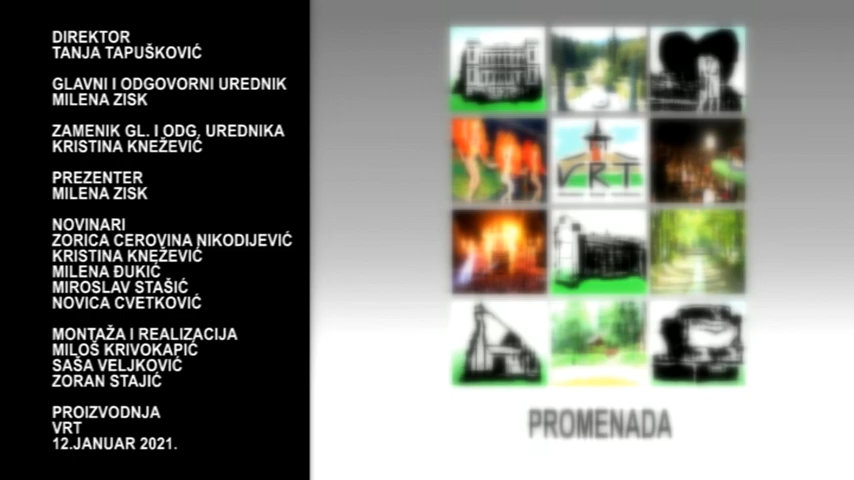 DIREKTOR
TANJA TAPUŠKOVIĆ
GLAVNI I ODGOVORNI UREDNIK
MILENA ZISK
ZAMENIK GL. I ODG. UREDNIKA
KRISTINA KNEŽEVIĆ
PREZENTER
MILENA ZISK
NOVINARI
ZORICA CEROVINA NIKODIJEVIĆ
KRISTINA KNEŽEVIĆ
MILENA ĐUKIĆ
MIROSLAV STAŠIĆ
NOVICA CVETKOVIĆ
MONTAŽA I REALIZACIJA
MILOŠ KRIVOKAPIĆ
SAŠA VELJKOVIĆ
ZORAN STAJIĆ
PROIZVODNJA
VRT
12.JANUAR 2021.
VRT
PROMENADA